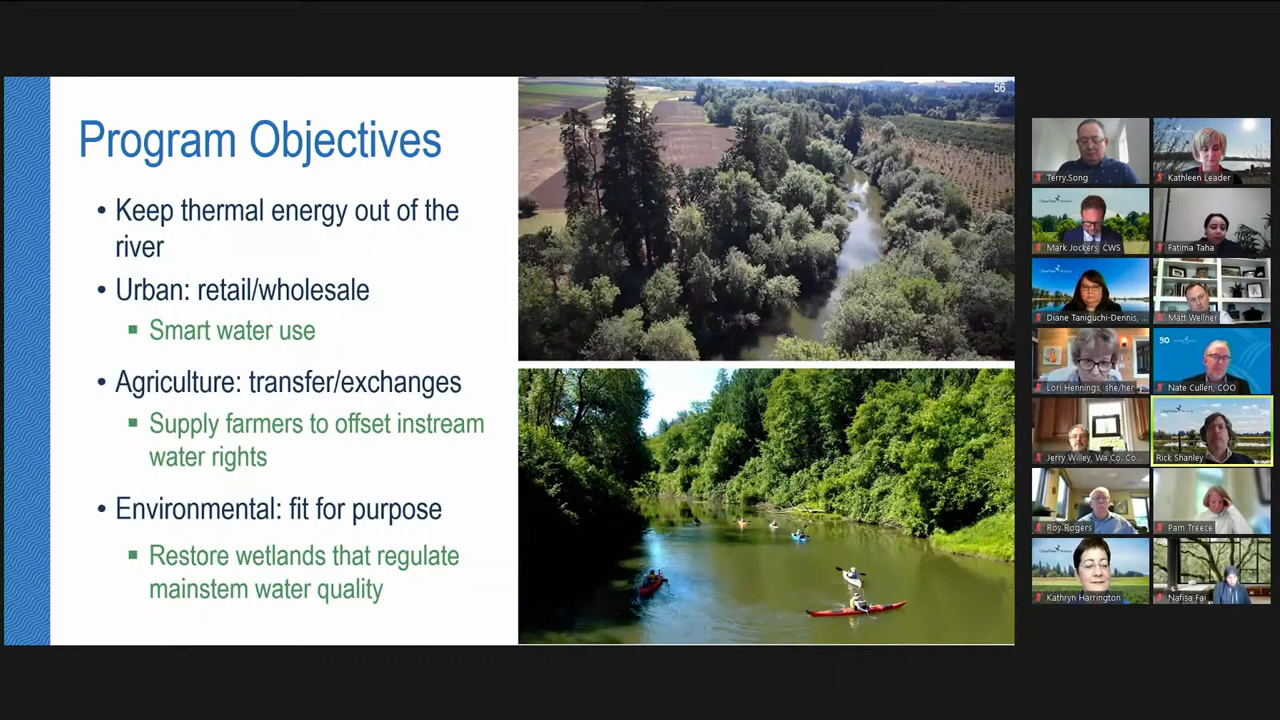 56
Program Objectives
• Keep thermal energy out of the
river
• Urban: retail/wholesale
▪ Smart water use
• Agriculture: transfer/exchanges
▪ Supply farmers to offset instream
water rights
• Environmental: fit for purpose
▪ Restore wetlands that regulate
mainstem water quality
Terry Song
Kathleen Leader
Mark Jockers, CWS
Fatima Taha
Diane Taniguchi-Dennis, ...
Matt Wellner
Lori Hennings, she/her
50
Nate Cullen, COO
Jerry Willey, Wa Co. Co...
Rick Shanley
Roy Rogers
Pam Treece
Kathryn Harrington
Nafisa Fai